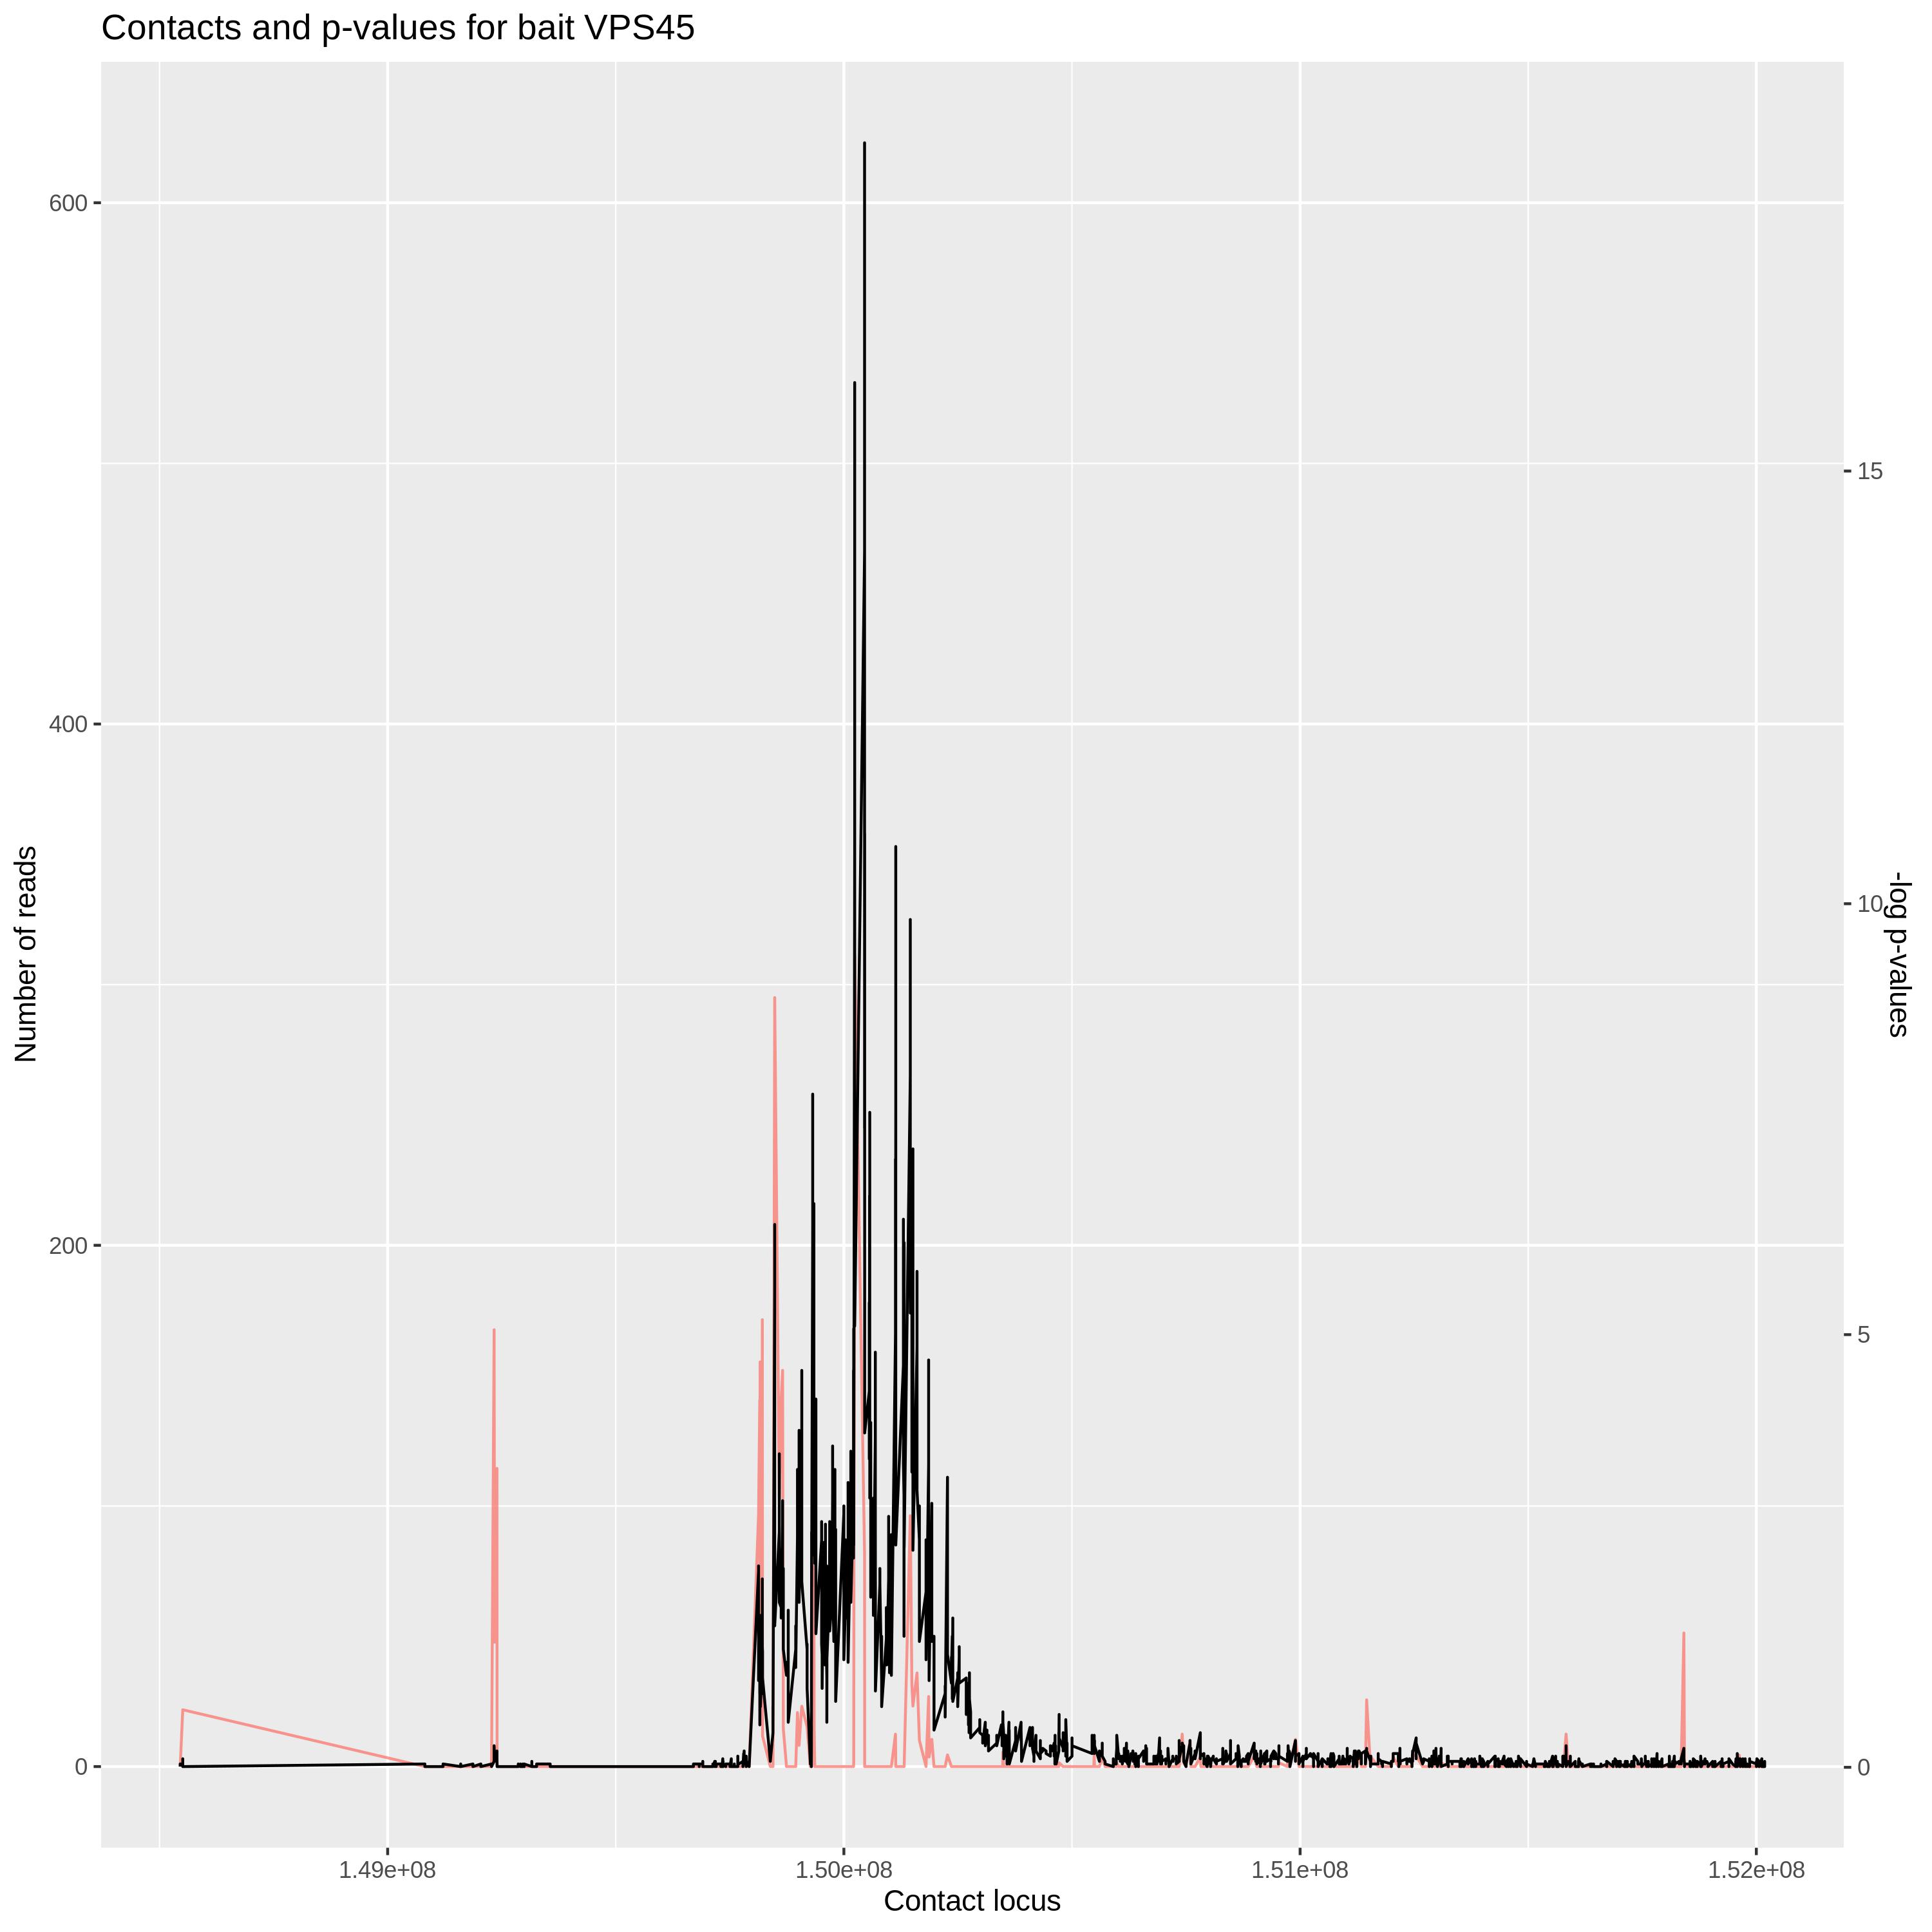 Contacts and p-values for bait VPS45
600
400
200
0
Number of reads
15
10
5
0
-log p-values
1.49e+08
1.50e+08
1.51e+08
1.52e+08
Contact locus